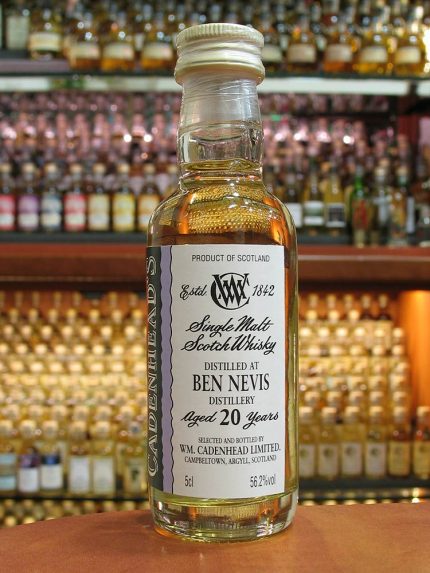 PRODUCT OF SCOTLAND
Estd. WC 1842
Single Malt
Scotch Whisky
DISTILLED AT
BEN NEVIS
DISTILLERY
Aged 20 Years
SELECTED AND BOTTLED BY
WM. CADENHEAD LIMITED.
CAMPBELTOWN, ARGYLL, SCOTLAND
5cl 56.2%vol
CADENHEAD'S